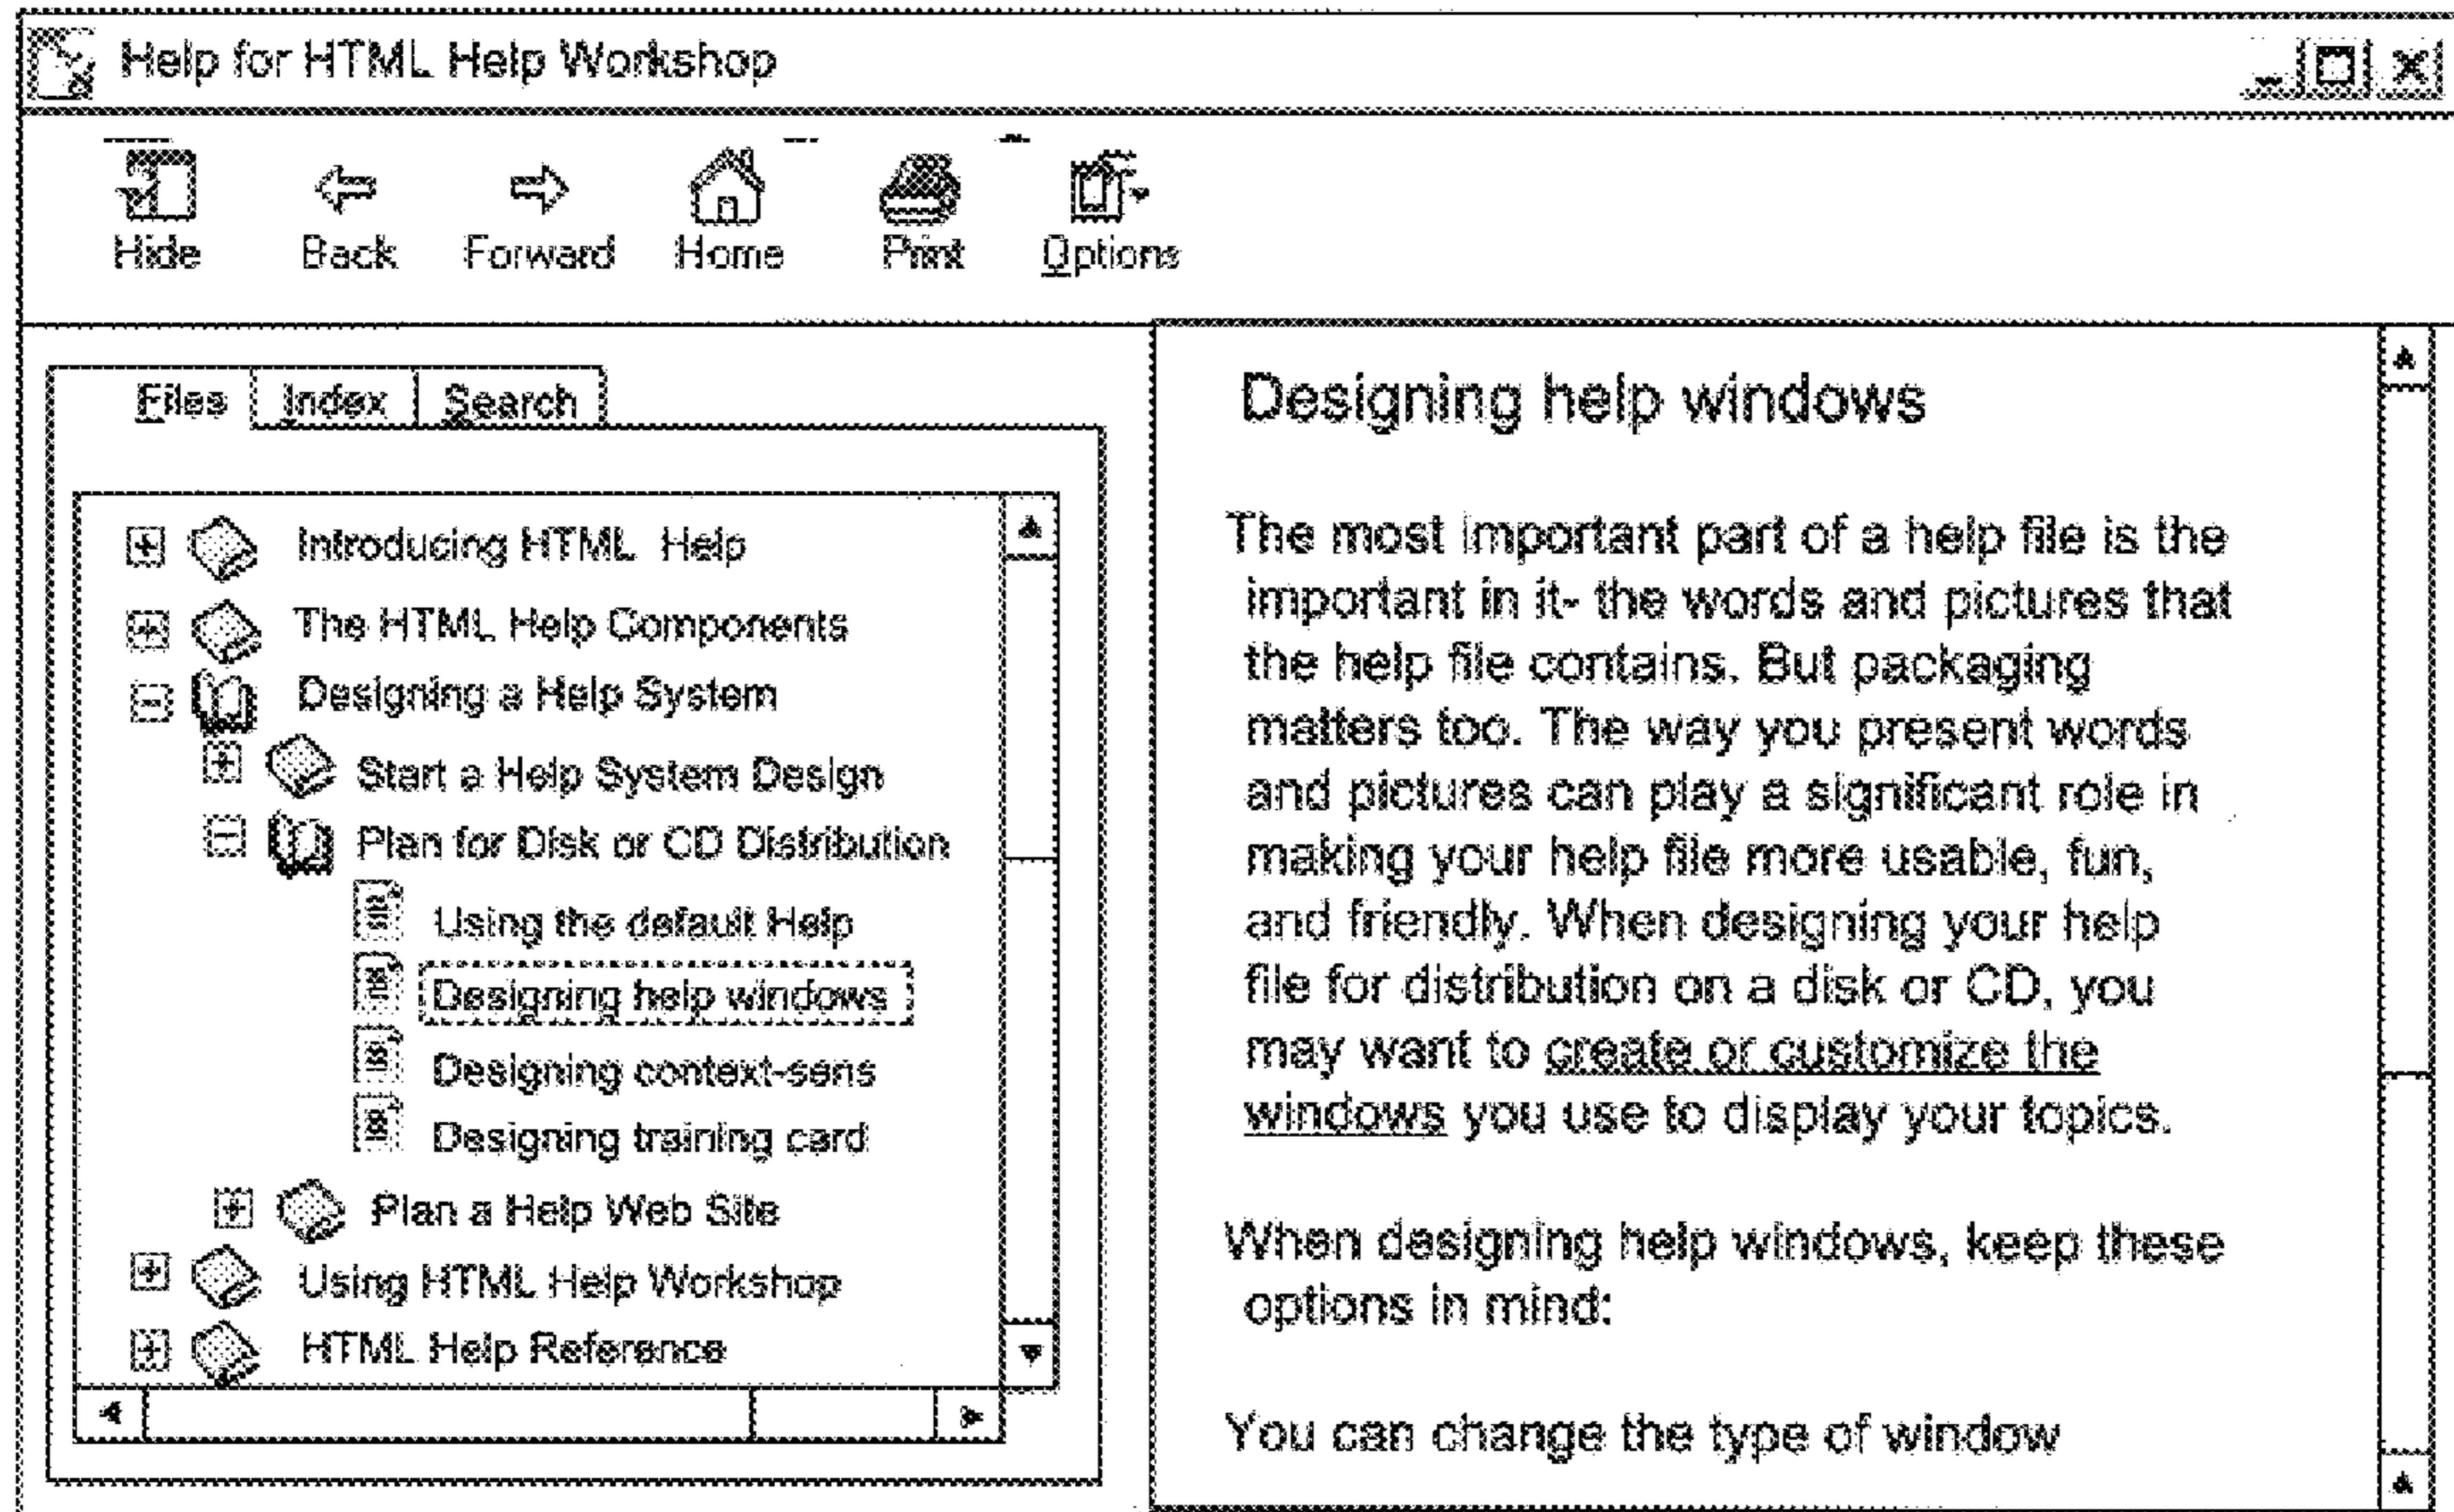 Help for HTML Help Workshop
Hide Back Forward Home Print Options
Files Index Search
Introducing HTML Help
The HTML Help Components
Designing a Help System
Start a Help System Design
Plan for Disk or CD Distribution
Using the default Help
Designing help windows
Designing context-sens
Designing training card
Plan a Help Web Site
Using HTML Help Workshop
HTML Help Reference
Designing help windows
The most important part of a help file is the
important in it- the words and pictures that
the help file contains. But packaging
matters too. The way you present words
and pictures can play a significant role in
making your help file more usable, fun,
and friendly. When designing your help
file for distribution on a disk or CD, you
may want to create or customize the
windows you use to display your topics.
When designing help windows, keep these
options in mind:
You can change the type of window